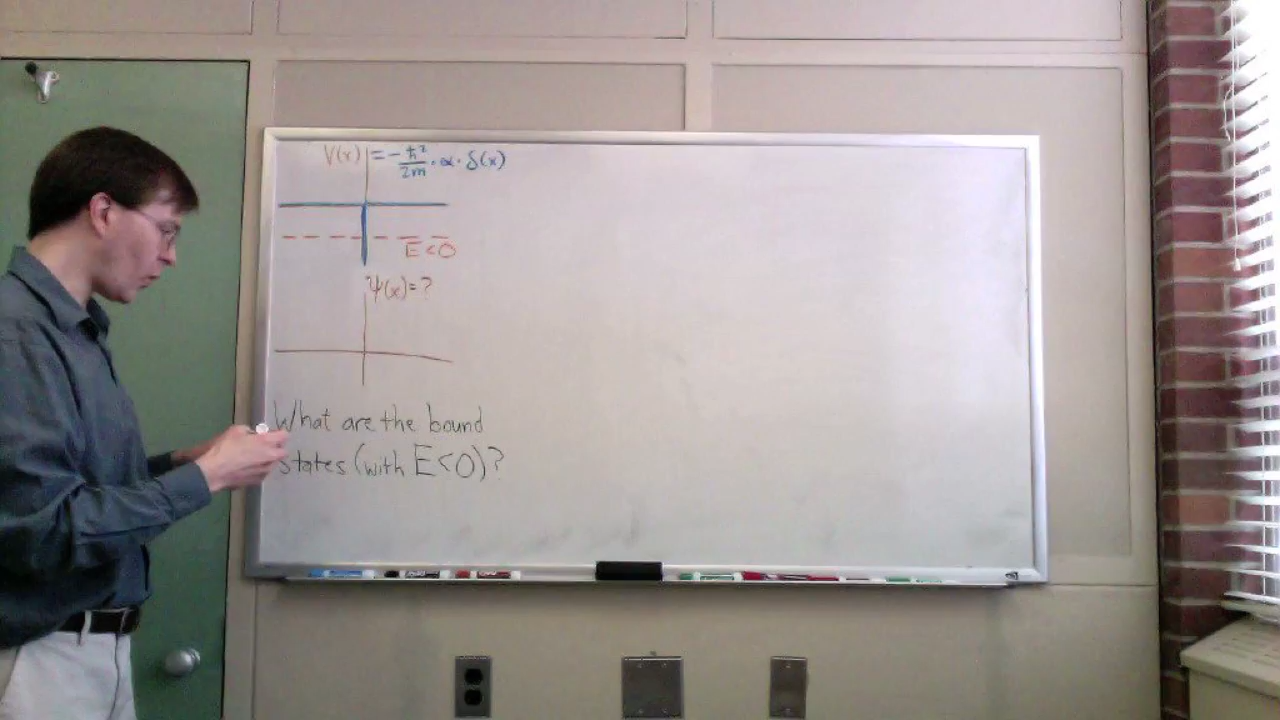 V(x) = -ħ²/2m · α · δ(x)
E<0
ψ(x)=?
What are the bound
states (with E<0)?